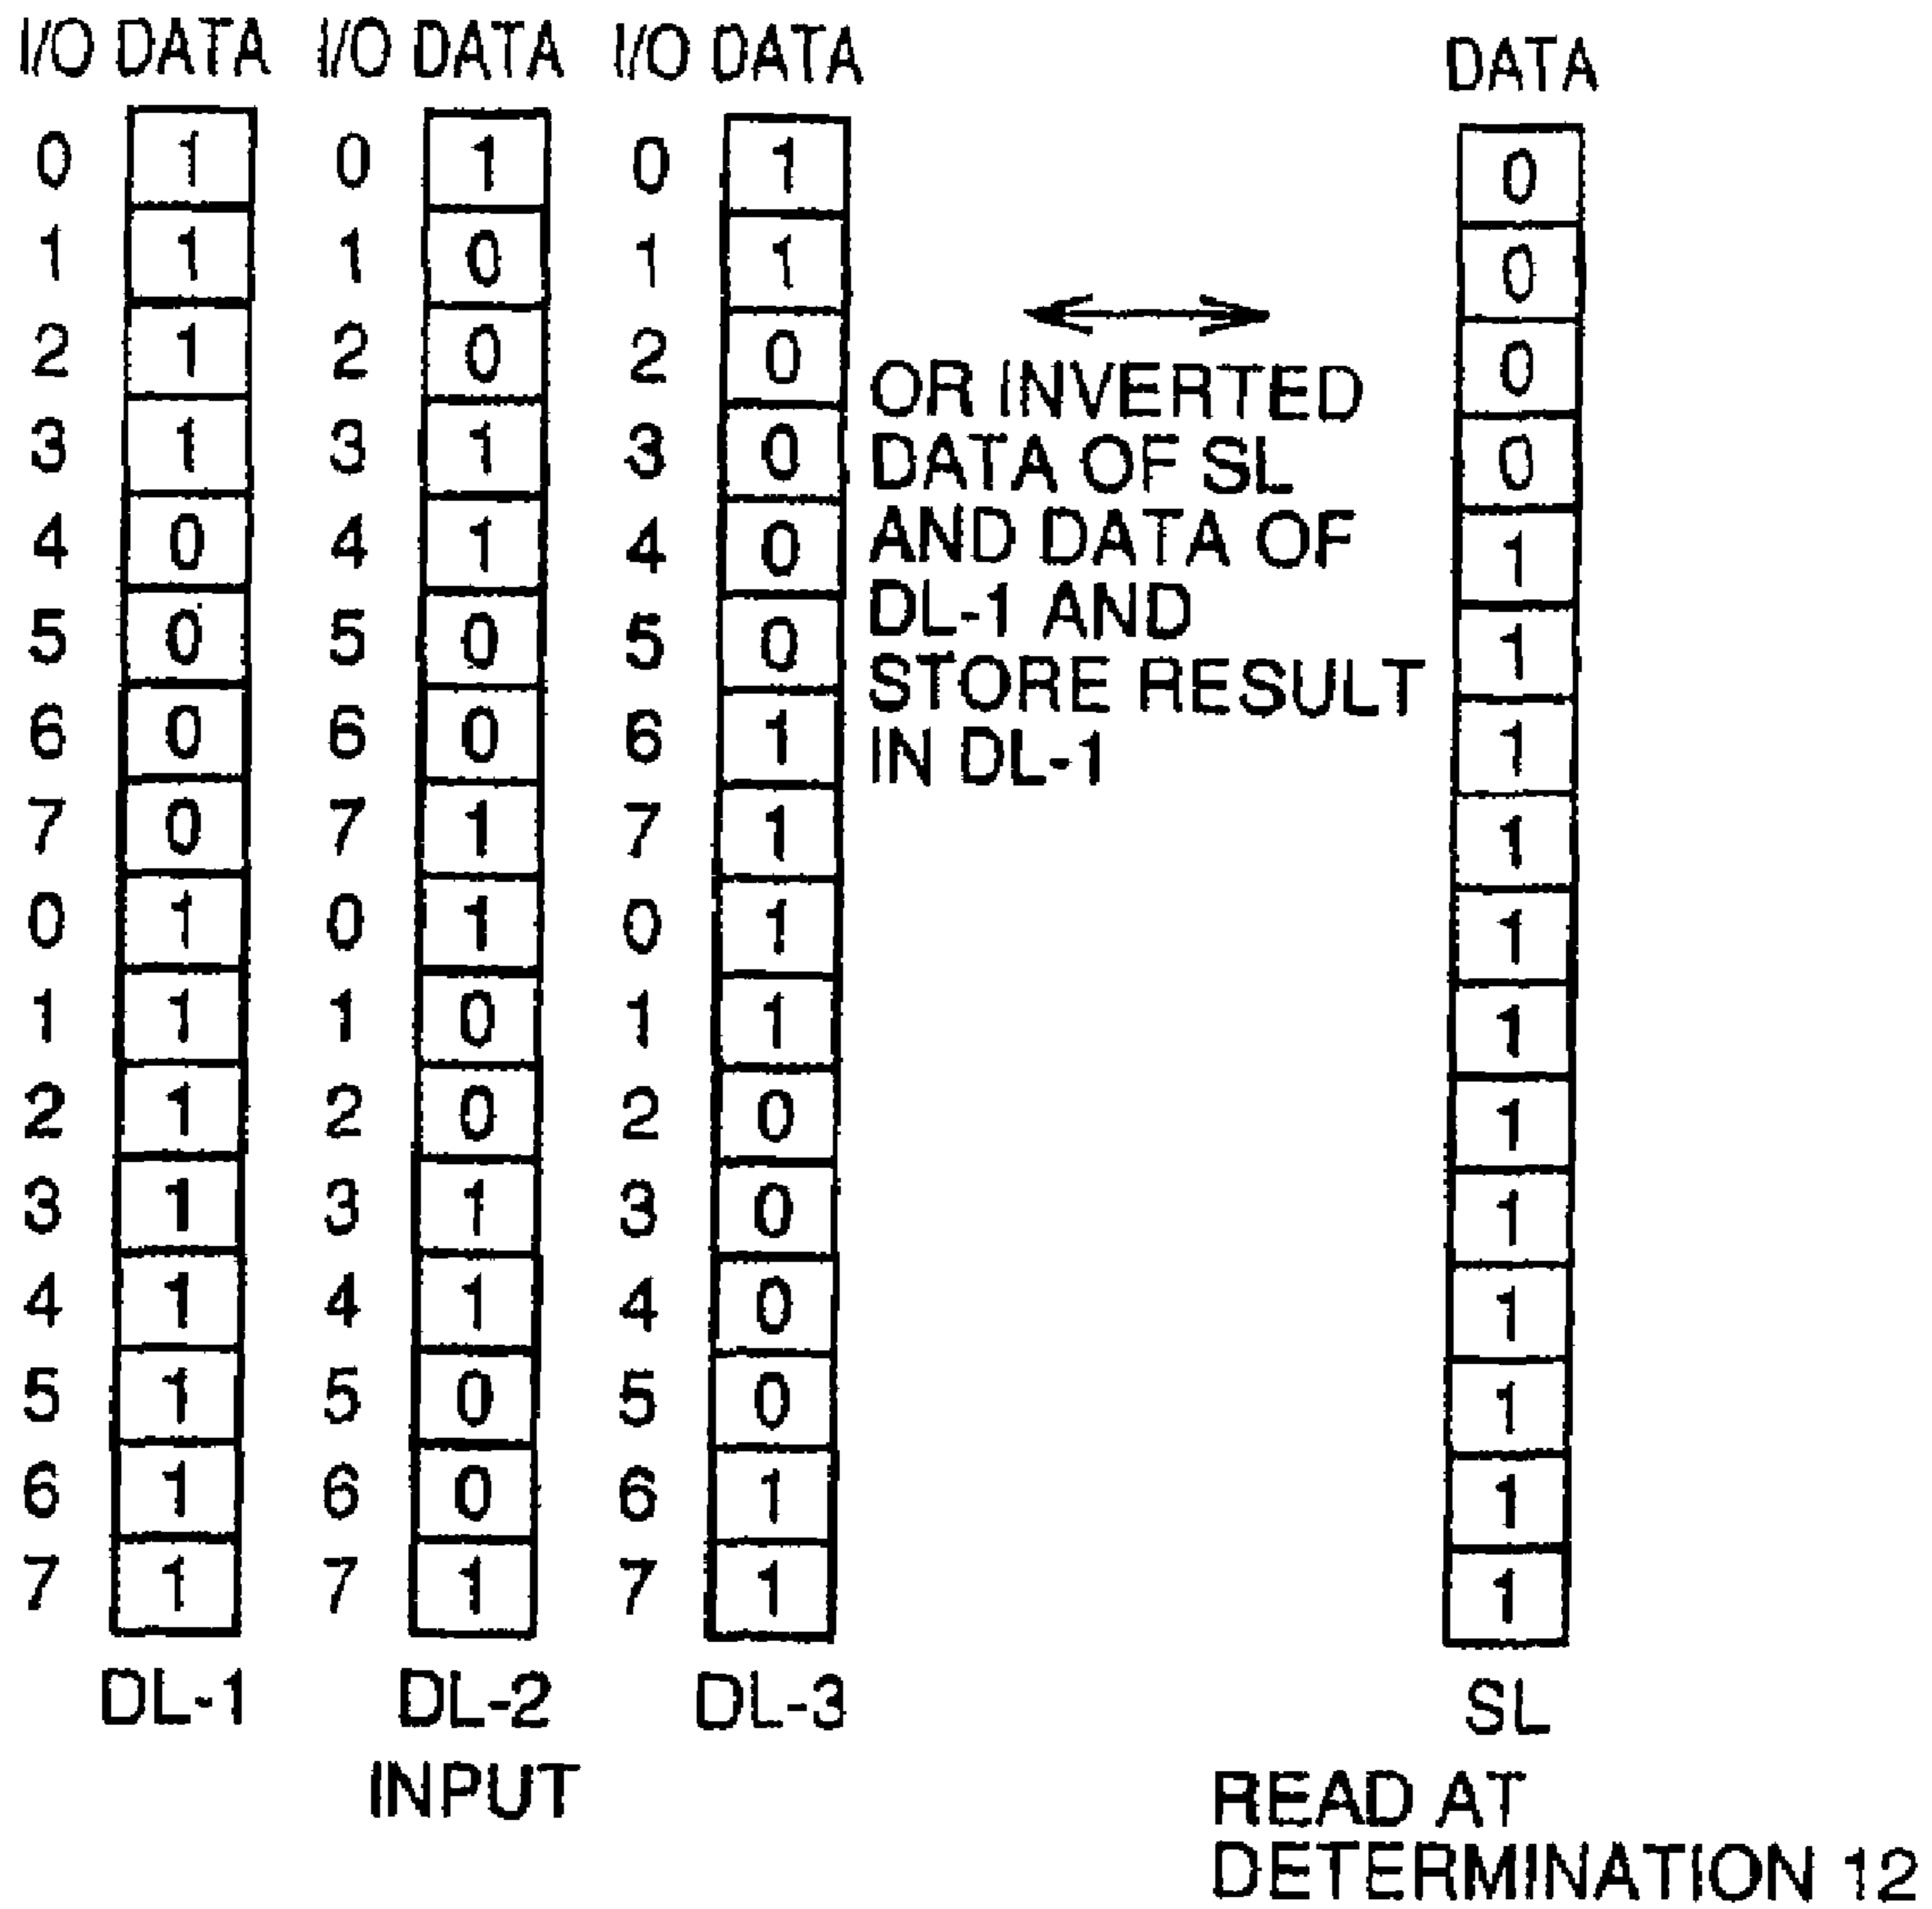 I/O DATA I/O DATA I/O DATA DATA
0 1 0 1 0 1 0
1 1 1 0 1 1 0
2 1 2 0 2 0 0
3 1 3 1 3 0 0
4 0 4 1 4 0 1
5 0 5 0 5 0 1
6 0 6 0 6 1 1
7 0 7 1 7 1 1
0 1 0 1 0 1 1
1 1 1 0 1 1 1
2 1 2 0 2 0 1
3 1 3 1 3 0 1
4 1 4 1 4 0 1
5 1 5 0 5 0 1
6 1 6 0 6 1 1
7 1 7 1 7 1 1
OR INVERTED
DATA OF SL
AND DATA OF
DL-1 AND
STORE RESULT
IN DL-1
DL-1 DL-2 DL-3 SL
INPUT
READ AT
DETERMINATION 12